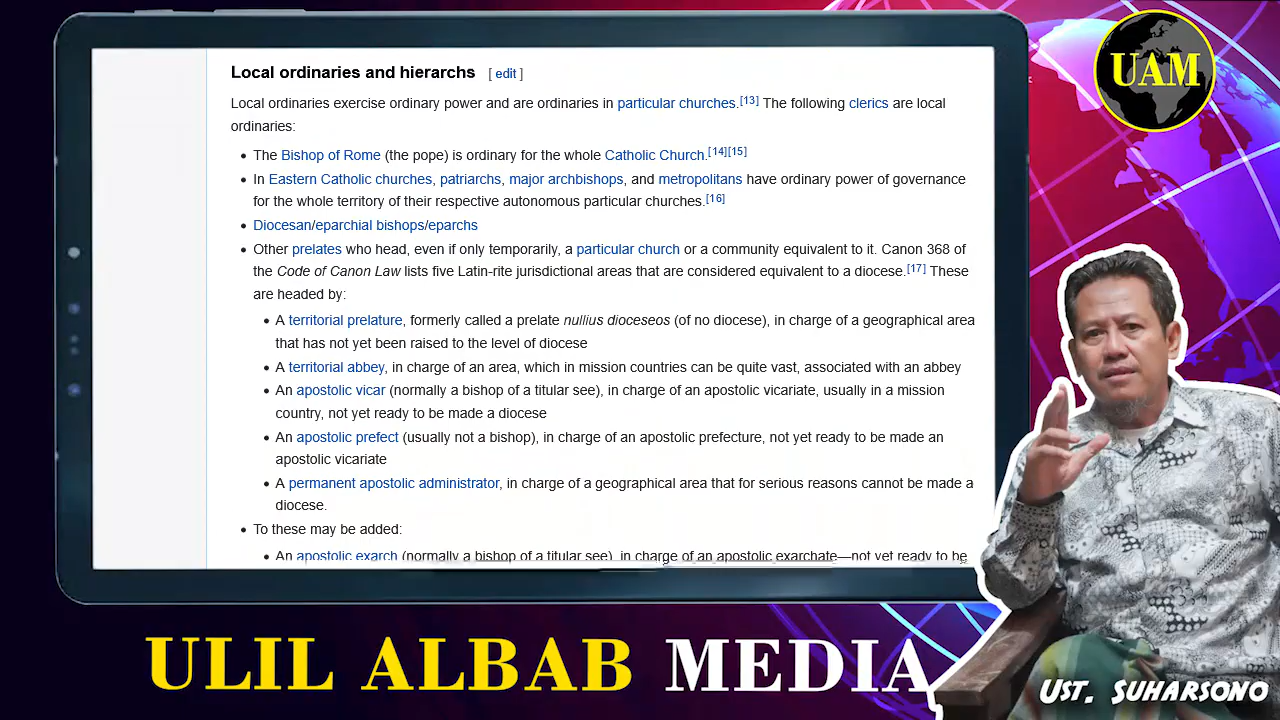 UAM
Local ordinaries and hierarchs [ edit ]
Local ordinaries exercise ordinary power and are ordinaries in particular churches.[13] The following clerics are local
ordinaries:
• The Bishop of Rome (the pope) is ordinary for the whole Catholic Church.[14][15]
• In Eastern Catholic churches, patriarchs, major archbishops, and metropolitans have ordinary power of governance
for the whole territory of their respective autonomous particular churches.[16]
• Diocesan/eparchial bishops/eparchs
• Other prelates who head, even if only temporarily, a particular church or a community equivalent to it. Canon 368 of
the Code of Canon Law lists five Latin-rite jurisdictional areas that are considered equivalent to a diocese.[17] These
are headed by:
• A territorial prelature, formerly called a prelate nullius dioceseos (of no diocese), in charge of a geographical area
that has not yet been raised to the level of diocese
• A territorial abbey, in charge of an area, which in mission countries can be quite vast, associated with an abbey
• An apostolic vicar (normally a bishop of a titular see), in charge of an apostolic vicariate, usually in a mission
country, not yet ready to be made a diocese
• An apostolic prefect (usually not a bishop), in charge of an apostolic prefecture, not yet ready to be made an
apostolic vicariate
• A permanent apostolic administrator, in charge of a geographical area that for serious reasons cannot be made a
diocese.
• To these may be added:
• An apostolic exarch (normally a bishop of a titular see), in charge of an apostolic exarchate—not yet ready to be
ULIL ALBAB MEDIA
UST. SUHARSONO